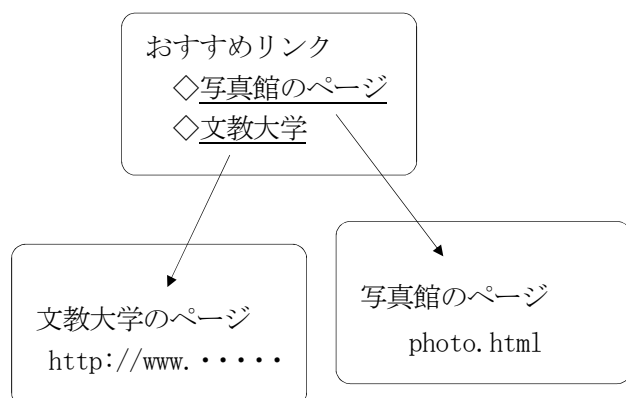 おすすめリンク
◇写真館のページ
◇文教大学
文教大学のページ
http://www.・・・・・
写真館のページ
photo.html